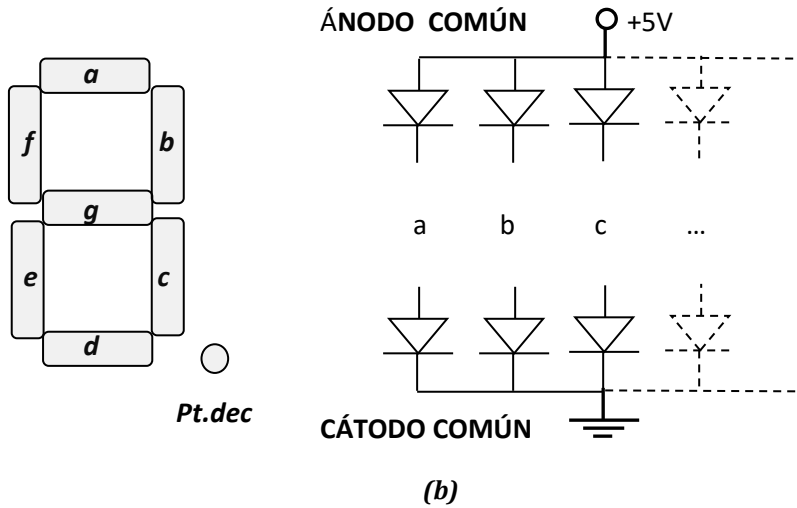 ÁNODO COMÚN
+5V
a
f
b
g
e
c
d
Pt.dec
a b c ...
CÁTODO COMÚN
(b)